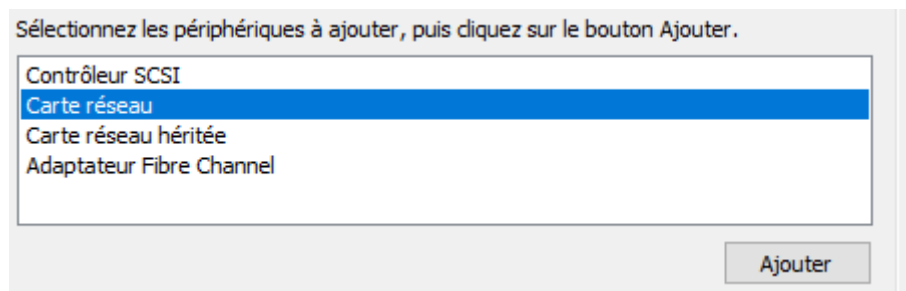 Sélectionnez les périphériques à ajouter, puis cliquez sur le bouton Ajouter.
Contrôleur SCSI
Carte réseau
Carte réseau héritée
Adaptateur Fibre Channel
Ajouter